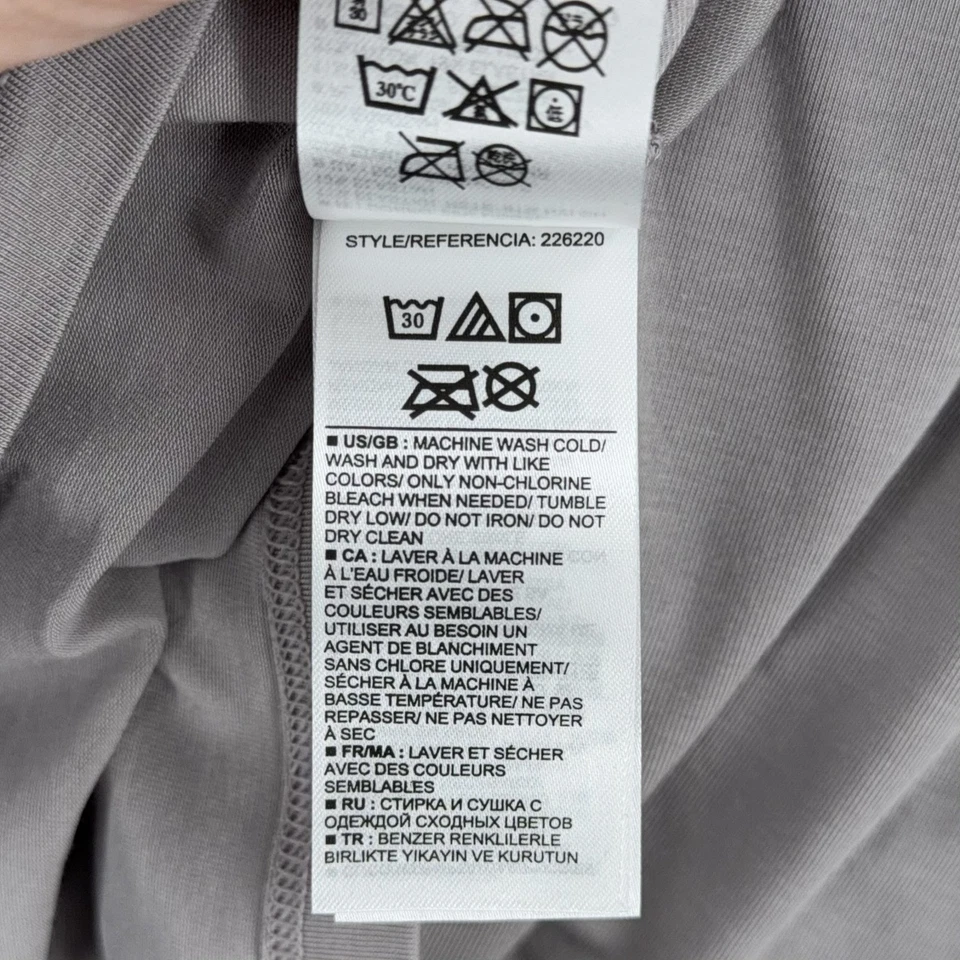 30
30°C
低
STYLE/REFERENCIA: 226220
30
■ US/GB : MACHINE WASH COLD/
WASH AND DRY WITH LIKE
COLORS/ ONLY NON-CHLORINE
BLEACH WHEN NEEDED/ TUMBLE
DRY LOW/ DO NOT IRON/ DO NOT
DRY CLEAN
■ CA : LAVER À LA MACHINE
À L'EAU FROIDE/ LAVER
ET SÉCHER AVEC DES
COULEURS SEMBLABLES/
UTILISER AU BESOIN UN
AGENT DE BLANCHIMENT
SANS CHLORE UNIQUEMENT/
SÉCHER À LA MACHINE À
BASSE TEMPÉRATURE/ NE PAS
REPASSER/ NE PAS NETTOYER
À SEC
■ FR/MA : LAVER ET SÉCHER
AVEC DES COULEURS
SEMBLABLES
■ RU : СТИРКА И СУШКА С
ОДЕЖДОЙ СХОДНЫХ ЦВЕТОВ
■ TR : BENZER RENKLILERLE
BIRLIKTE YIKAYIN VE KURUTUN